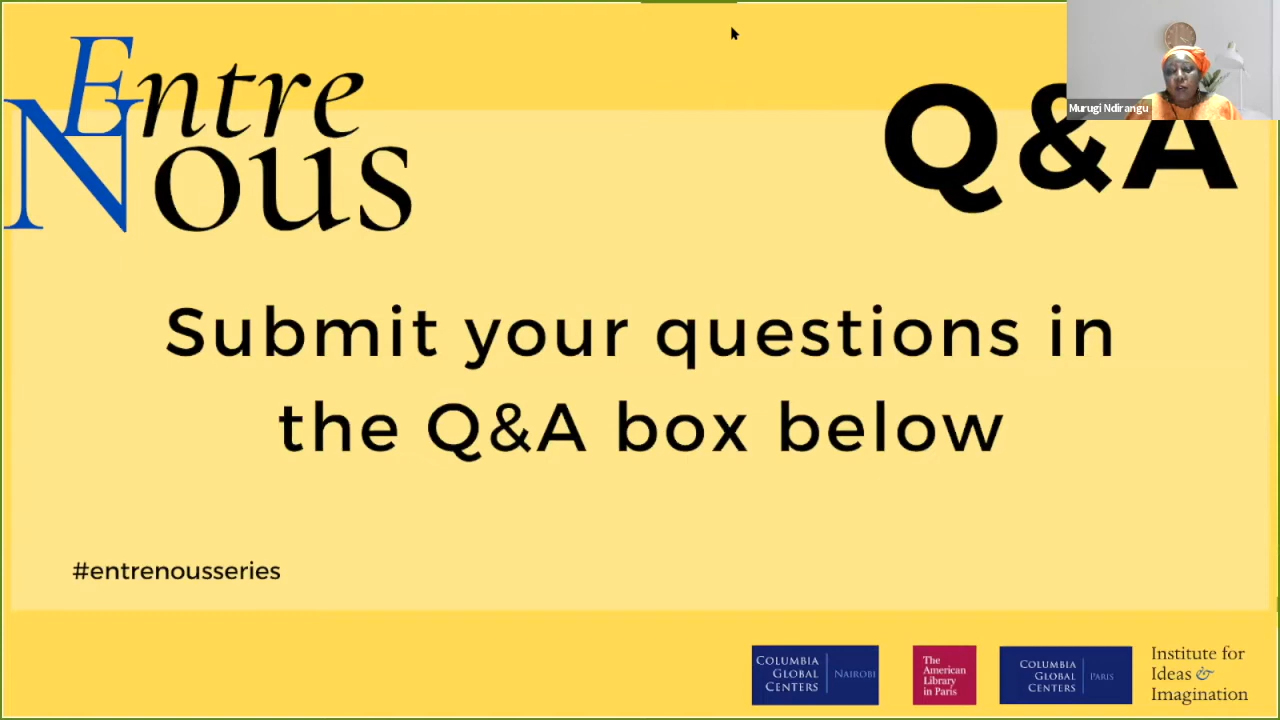 Entre
Nous
Q&A
Murugi Ndirangu
Submit your questions in
the Q&A box below
#entrenousseries
COLUMBIA
GLOBAL
CENTERS
NAIROBI
The
American
Library
in Paris
COLUMBIA
GLOBAL
CENTERS
PARIS
Institute for
Ideas &
Imagination